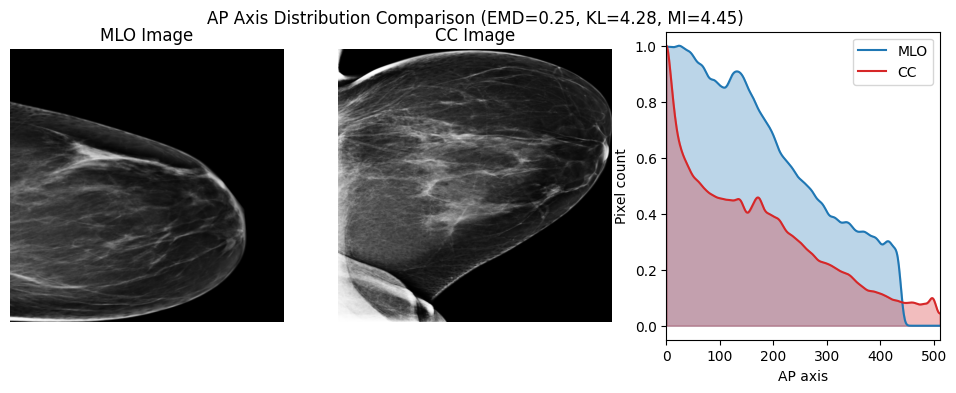 AP Axis Distribution Comparison (EMD=0.25, KL=4.28, MI=4.45)
MLO Image
CC Image
MLO
CC
Pixel count
1.0
0.8
0.6
0.4
0.2
0.0
0 100 200 300 400 500
AP axis